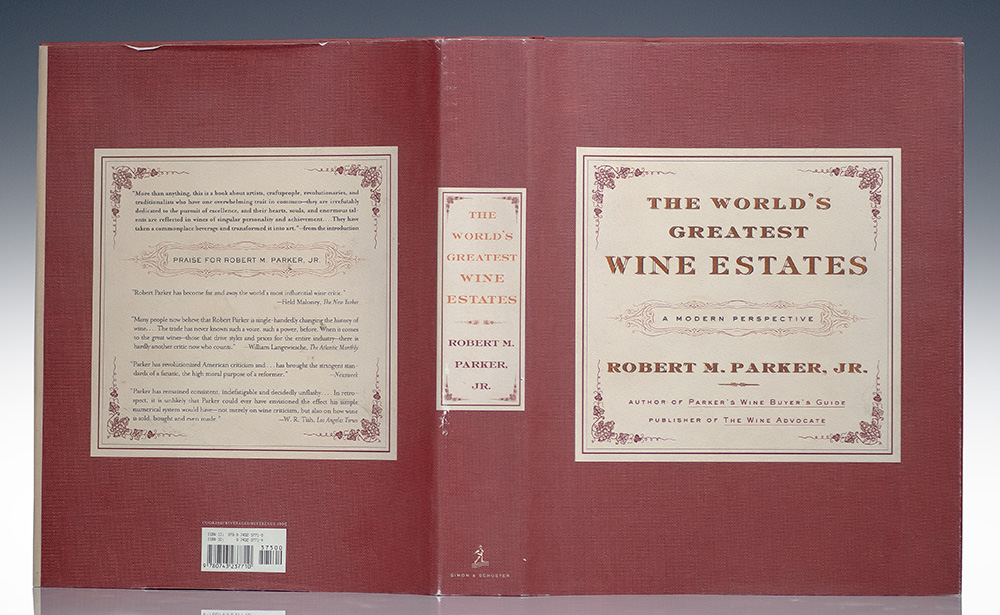 "More than anything, this is a book about artists, craftspeople, revolutionaries, and
traditionalists who have one overwhelming trait in common—they are irrefutably
dedicated to the pursuit of excellence, and their hearts, souls, and enormous tal-
ents are reflected in wines of singular personality and achievement. . . . They have
taken a commonplace beverage and transformed it into art."—from the introduction
PRAISE FOR ROBERT M. PARKER, JR.
"Robert Parker has become far and away the world's most influential wine critic."
—Field Maloney, The New Yorker
"Many people now believe that Robert Parker is single-handedly changing the history of
wine. . . . The trade has never known such a voice, such a power, before. When it comes
to the great wines—those that drive styles and prices for the entire industry—there is
hardly another critic now who counts." —William Langewiesche, The Atlantic Monthly
"Parker has revolutionized American criticism and . . . has brought the stringent stan-
dards of a fanatic, the high moral purpose of a reformer." —Newsweek
"Parker has remained consistent, indefatigable and decidedly unflashy. . . . In retro-
spect, it is unlikely that Parker could ever have envisioned the effect his simple
numerical system would have—not merely on wine criticism, but also on how wine
is sold, bought and even made." —W. R. Tish, Los Angeles Times
57500
9780743237710
THE
WORLD'S
GREATEST
WINE
ESTATES
ROBERT M.
PARKER,
JR.
SIMON & SCHUSTER
THE WORLD'S
GREATEST
WINE ESTATES
A MODERN PERSPECTIVE
ROBERT M. PARKER, JR.
AUTHOR OF PARKER'S WINE BUYER'S GUIDE
PUBLISHER OF THE WINE ADVOCATE